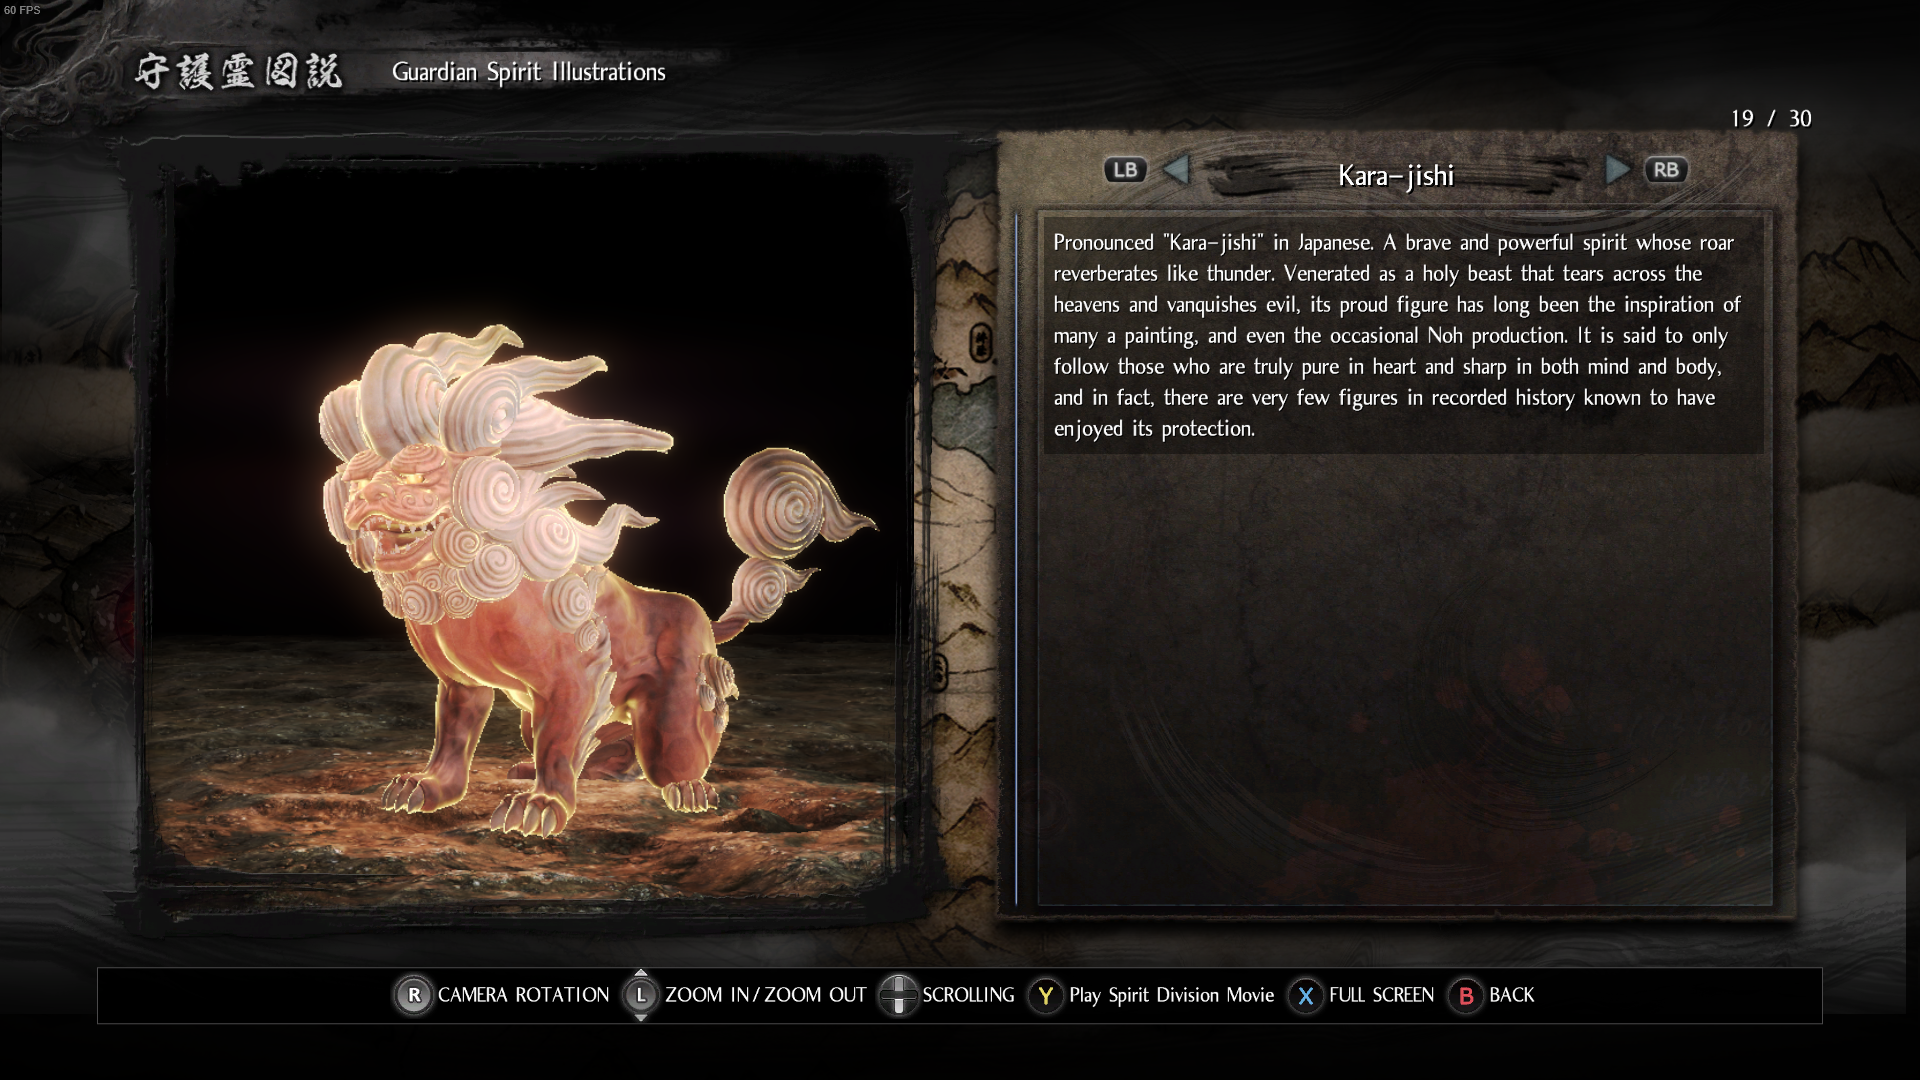 60 FPS
守護霊図説
Guardian Spirit Illustrations
19 / 30
LB
Kara-jishi
RB
Pronounced "Kara-jishi" in Japanese. A brave and powerful spirit whose roar
reverberates like thunder. Venerated as a holy beast that tears across the
heavens and vanquishes evil, its proud figure has long been the inspiration of
many a painting, and even the occasional Noh production. It is said to only
follow those who are truly pure in heart and sharp in both mind and body,
and in fact, there are very few figures in recorded history known to have
enjoyed its protection.
R CAMERA ROTATION L ZOOM IN/ZOOM OUT SCROLLING Y Play Spirit Division Movie X FULL SCREEN B BACK